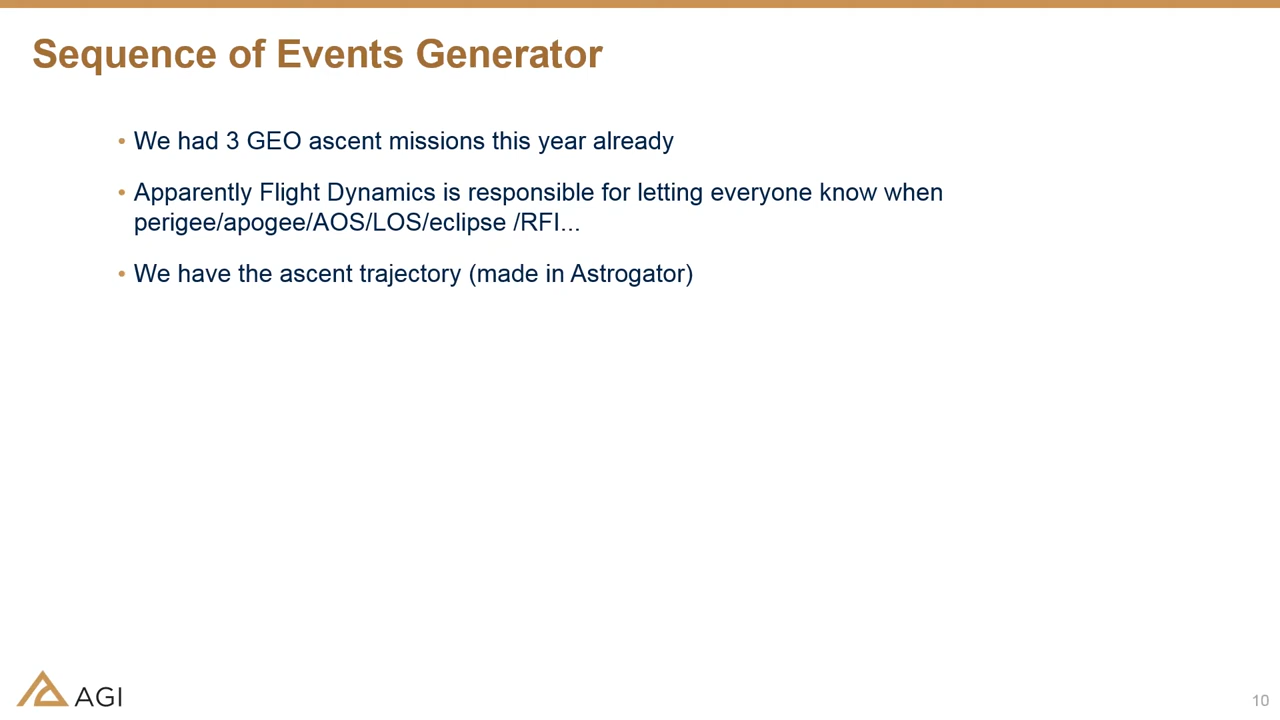 Sequence of Events Generator
• We had 3 GEO ascent missions this year already
• Apparently Flight Dynamics is responsible for letting everyone know when
perigee/apogee/AOS/LOS/eclipse /RFI...
• We have the ascent trajectory (made in Astrogator)
AGI
10